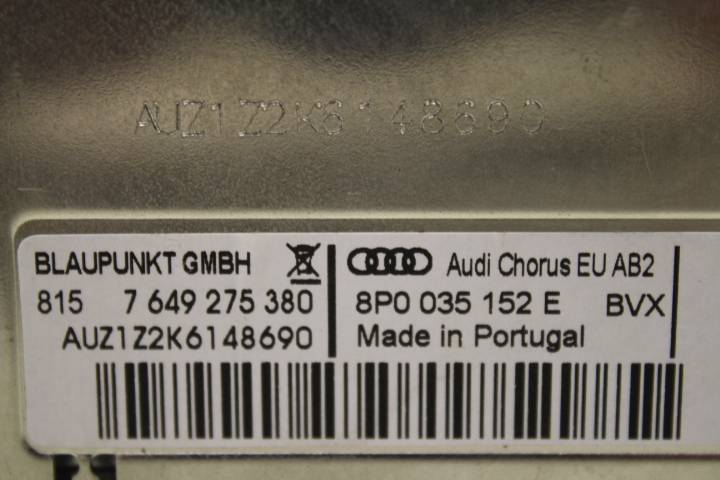 AUZ1Z2K6148690
BLAUPUNKT GMBH
815 7 649 275 380
AUZ1Z2K6148690
Audi Chorus EU AB2
8P0 035 152 E BVX
Made in Portugal